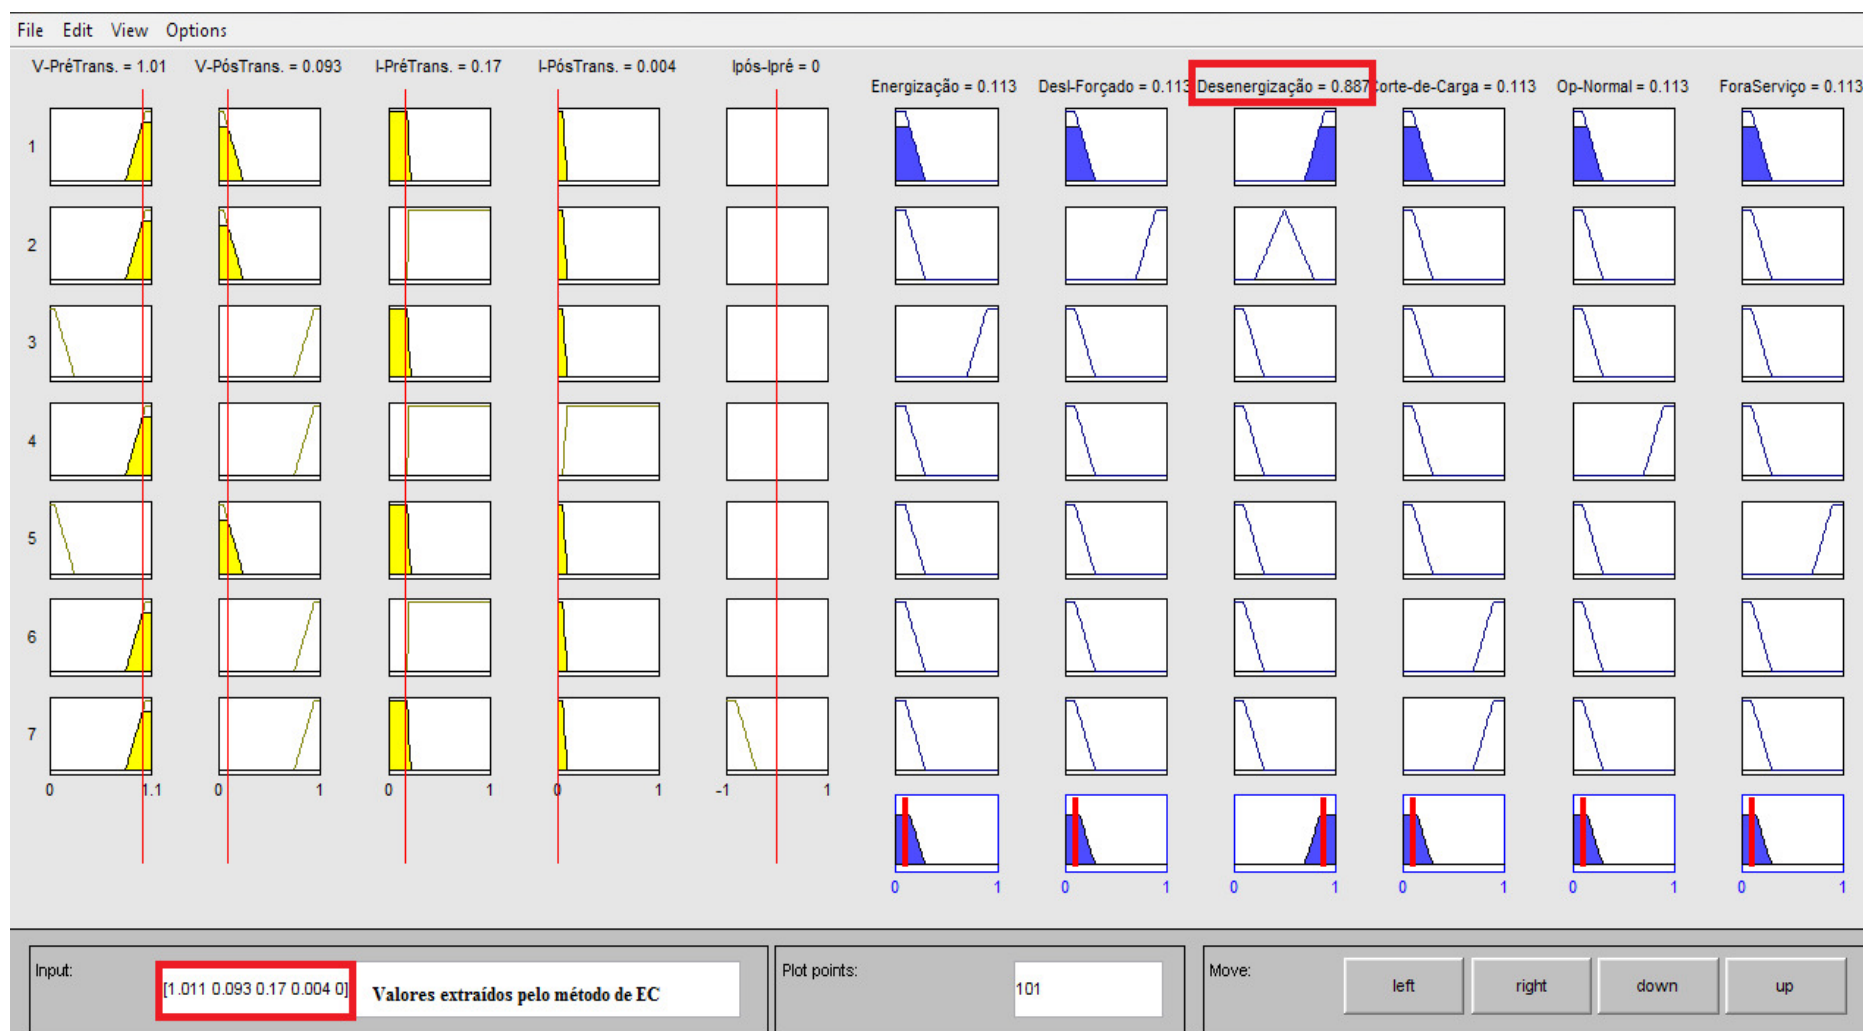 File Edit View Options
V-PréTrans. = 1.01 V-PósTrans. = 0.093 I-PréTrans. = 0.17 I-PósTrans. = 0.004 Ipós-Ipré = 0
Energização = 0.113 Desl-Forçado = 0.113 Desenergização = 0.887 Corte-de-Carga = 0.113 Op-Normal = 0.113 ForaServiço = 0.113
1
2
3
4
5
6
7
0 1.1 0 1 0 1 0 1 -1 1
0 1 0 1 0 1 0 1 0 1 0 1
Input: Plot points: Move:
[1.011 0.093 0.17 0.004 0] Valores extraídos pelo método de EC 101 left right down up